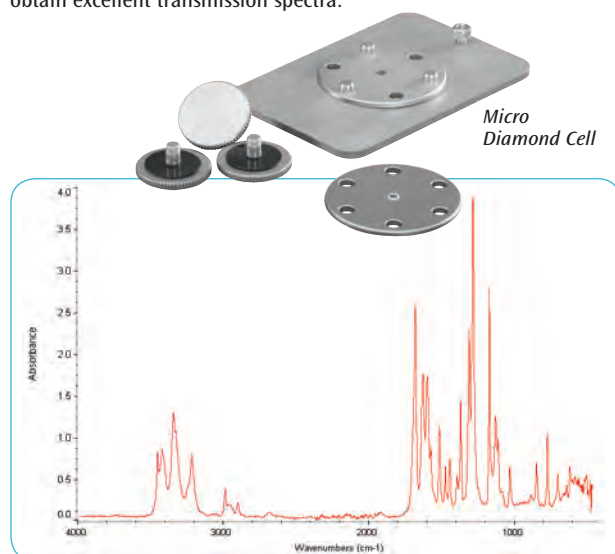 obtain excellent transmission spectra.
Micro
Diamond Cell
4.0
3.5
3.0
2.5
2.0
1.5
1.0
0.5
0.0
Absorbance
4000
3000
2000
1000
Wavenumbers (cm-1)